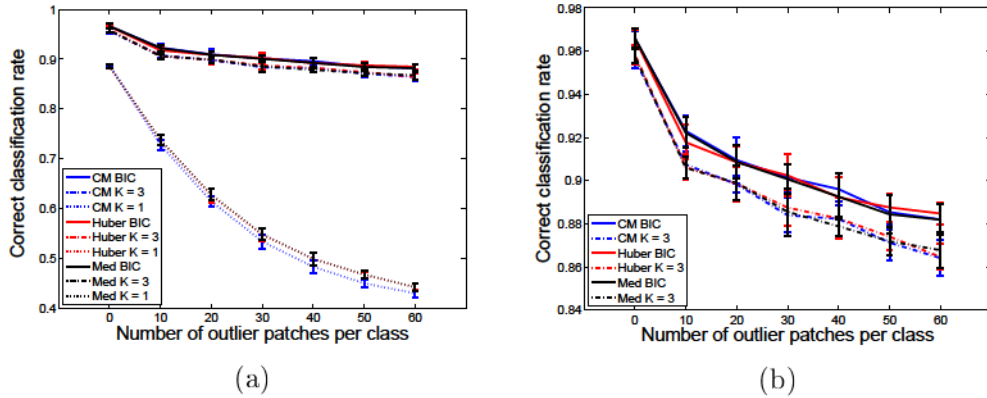 1
0.9
0.8
0.7
0.6
0.5
0.4
Correct classification rate
CM BIC
CM K = 3
CM K = 1
Huber BIC
Huber K = 3
Huber K = 1
Med BIC
Med K = 3
Med K = 1
0 10 20 30 40 50 60
Number of outlier patches per class
(a)
0.98
0.96
0.94
0.92
0.9
0.88
0.86
0.84
Correct classification rate
CM BIC
CM K = 3
Huber BIC
Huber K = 3
Med BIC
Med K = 3
0 10 20 30 40 50 60
Number of outlier patches per class
(b)